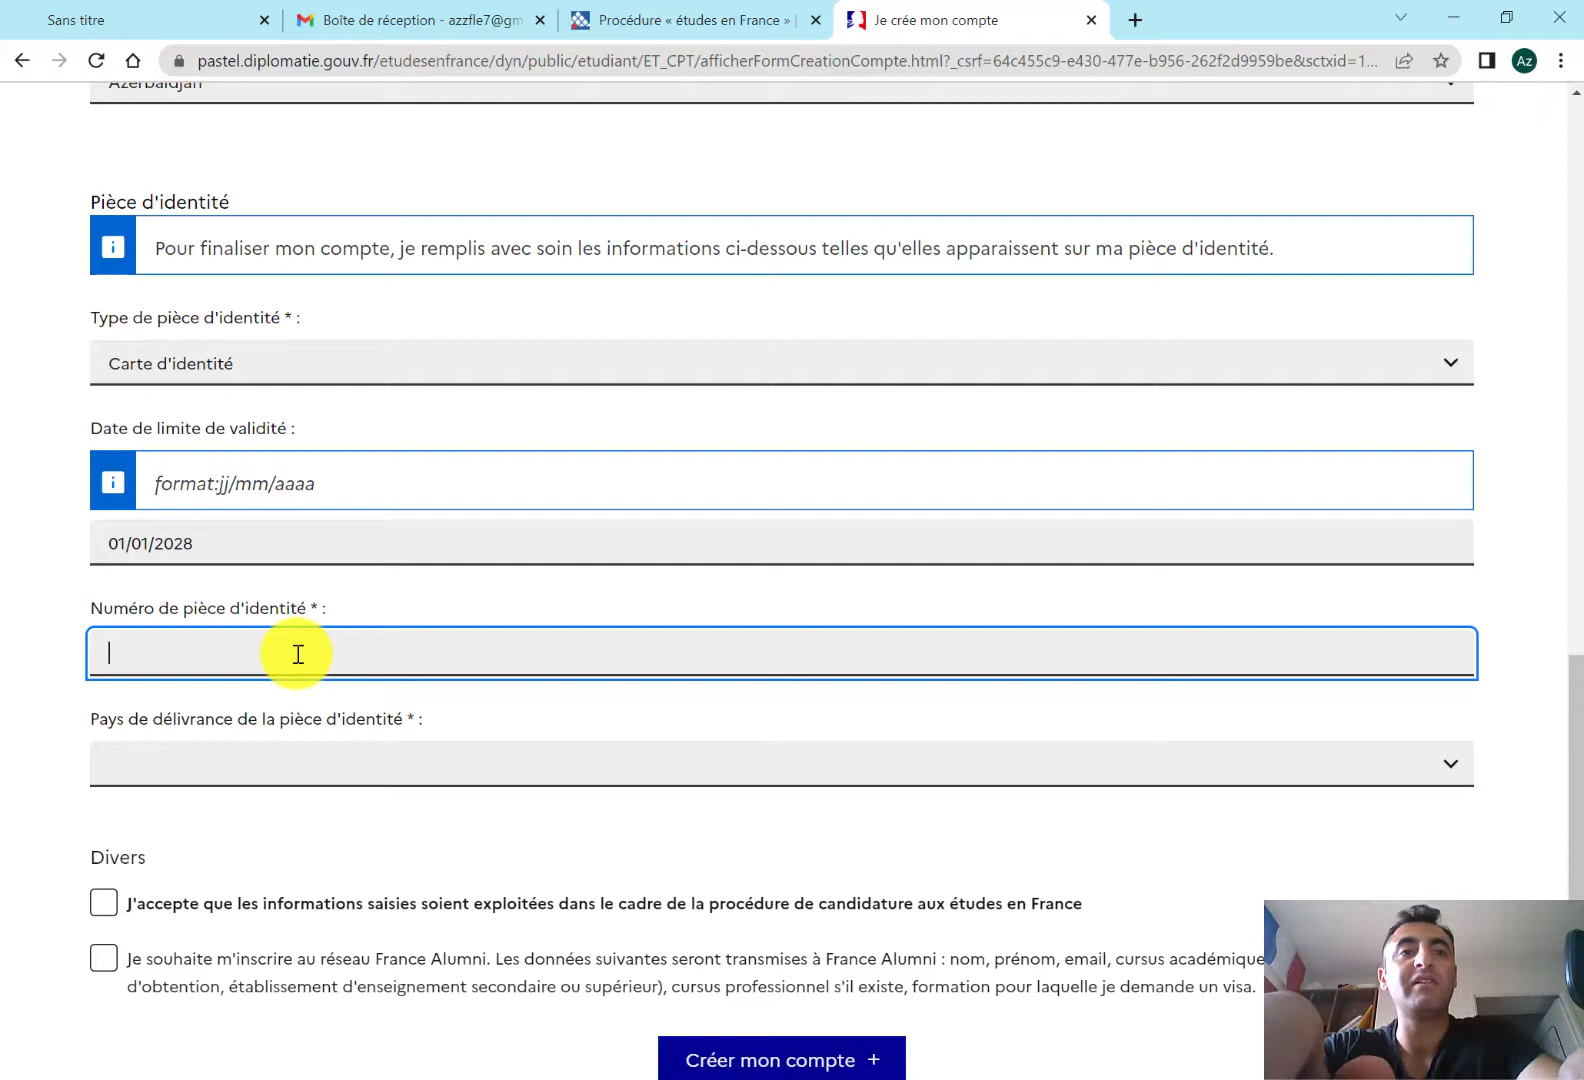 Sans titre
Boîte de réception - azzfle7@gm
Procédure « études en France » |
Je crée mon compte
pastel.diplomatie.gouv.fr/etudesenfrance/dyn/public/etudiant/ET_CPT/afficherFormCreationCompte.html?_csrf=64c455c9-e430-477e-b956-262f2d9959be&sctxid=1...
Az
Azerbaïdjan
Pièce d'identité
Pour finaliser mon compte, je remplis avec soin les informations ci-dessous telles qu'elles apparaissent sur ma pièce d'identité.
Type de pièce d'identité * :
Carte d'identité
Date de limite de validité :
format:jj/mm/aaaa
01/01/2028
Numéro de pièce d'identité * :
Pays de délivrance de la pièce d'identité * :
Divers
J'accepte que les informations saisies soient exploitées dans le cadre de la procédure de candidature aux études en France
Je souhaite m'inscrire au réseau France Alumni. Les données suivantes seront transmises à France Alumni : nom, prénom, email, cursus académique
d'obtention, établissement d'enseignement secondaire ou supérieur), cursus professionnel s'il existe, formation pour laquelle je demande un visa.
Créer mon compte +